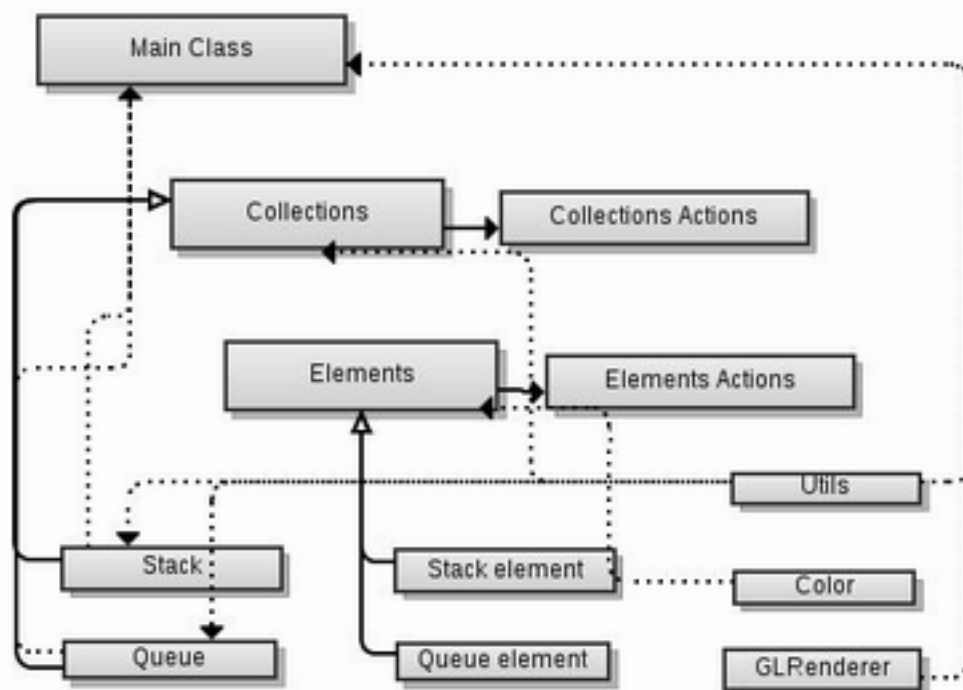 Main Class
Collections
Collections Actions
Elements
Elements Actions
Utils
Stack
Stack element
Color
Queue
Queue element
GLRenderer